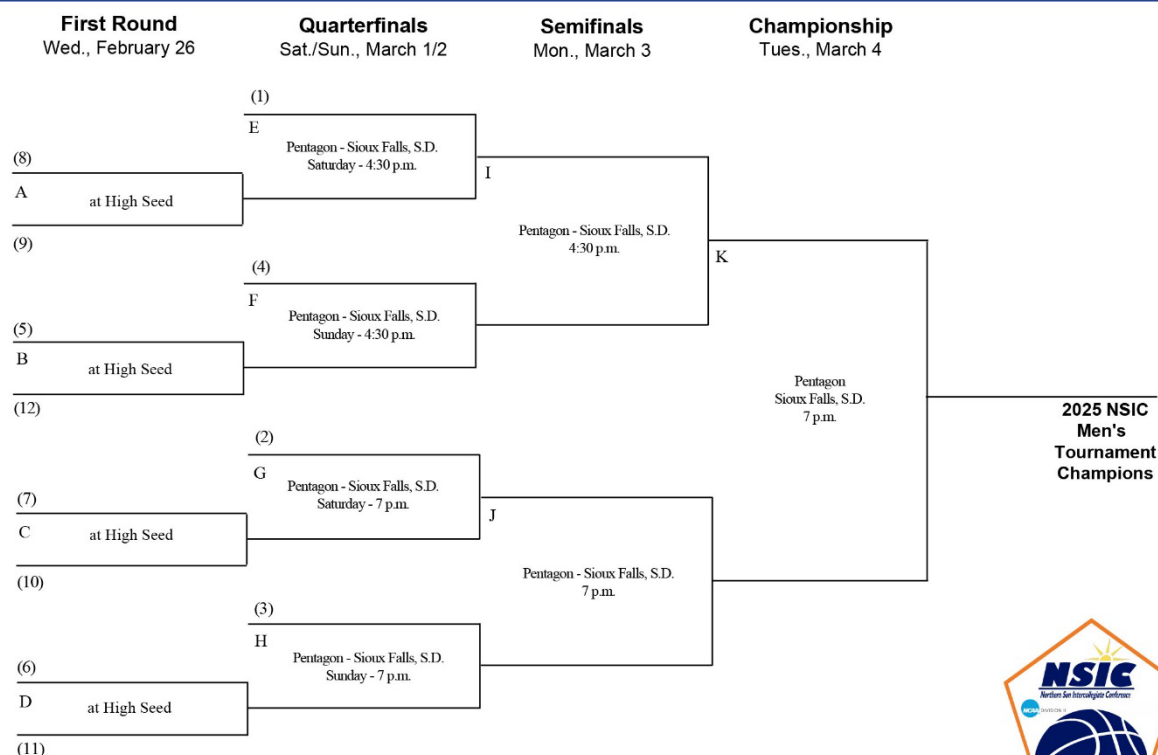 First Round
Wed., February 26
Quarterfinals
Sat./Sun., March 1/2
Semifinals
Mon., March 3
Championship
Tues., March 4
(1)
E
Pentagon - Sioux Falls, S.D.
Saturday - 4:30 p.m.
(8)
A
at High Seed
(9)
I
Pentagon - Sioux Falls, S.D.
4:30 p.m.
(4)
F
Pentagon - Sioux Falls, S.D.
Sunday - 4:30 p.m.
(5)
B
at High Seed
(12)
K
Pentagon
Sioux Falls, S.D.
7 p.m.
2025 NSIC
Men's
Tournament
Champions
(2)
G
Pentagon - Sioux Falls, S.D.
Saturday - 7 p.m.
(7)
C
at High Seed
(10)
J
Pentagon - Sioux Falls, S.D.
7 p.m.
(3)
H
Pentagon - Sioux Falls, S.D.
Sunday - 7 p.m.
(6)
D
at High Seed
(11)
NSIC
Northern Sun Intercollegiate Conference
NCAA DIVISION II